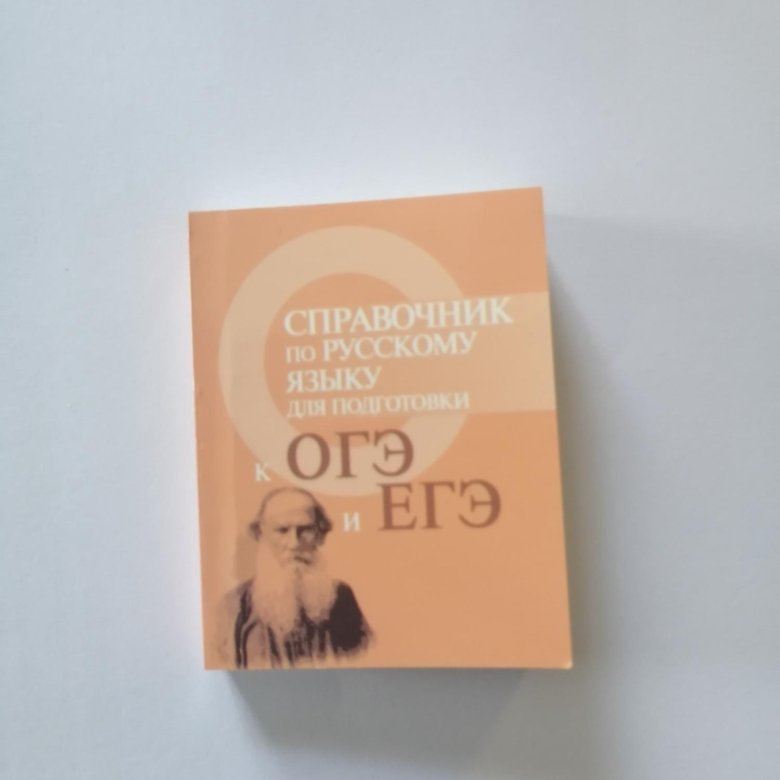 СПРАВОЧНИК
ПО РУССКОМУ
ЯЗЫКУ
ДЛЯ ПОДГОТОВКИ
К ОГЭ
И ЕГЭ